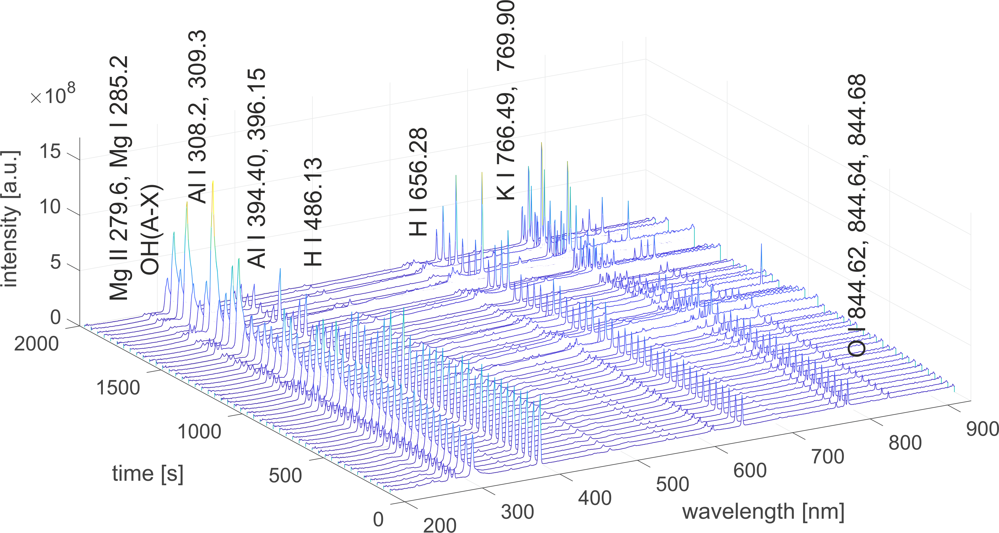 ×10⁸
intensity [a.u.]
15
10
5
0
Mg II 279.6, Mg I 285.2
OH(A-X)
Al I 308.2, 309.3
Al I 394.40, 396.15
H I 486.13
H I 656.28
K I 766.49, 769.90
O I 844.62, 844.64, 844.68
2000
1500
1000
500
0
time [s]
200
300
400
500
600
700
800
900
wavelength [nm]